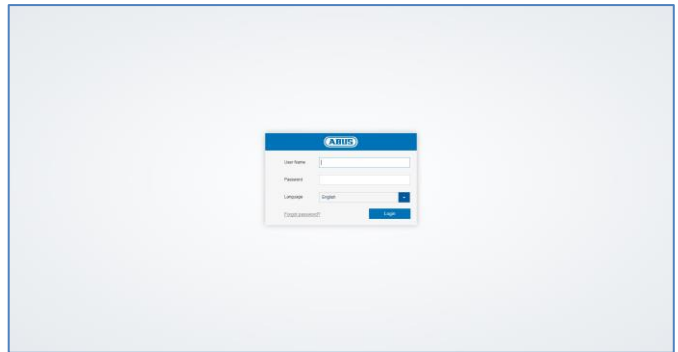 ABUS
User Name
Password
Language English
Forgot password?
Login